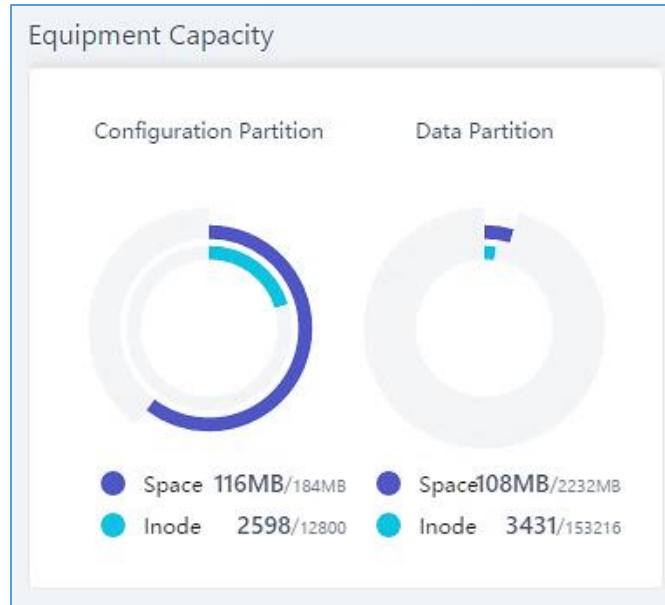 Equipment Capacity
Configuration Partition
Data Partition
Space 116MB/184MB
Inode 2598/12800
Space108MB/2232MB
Inode 3431/153216